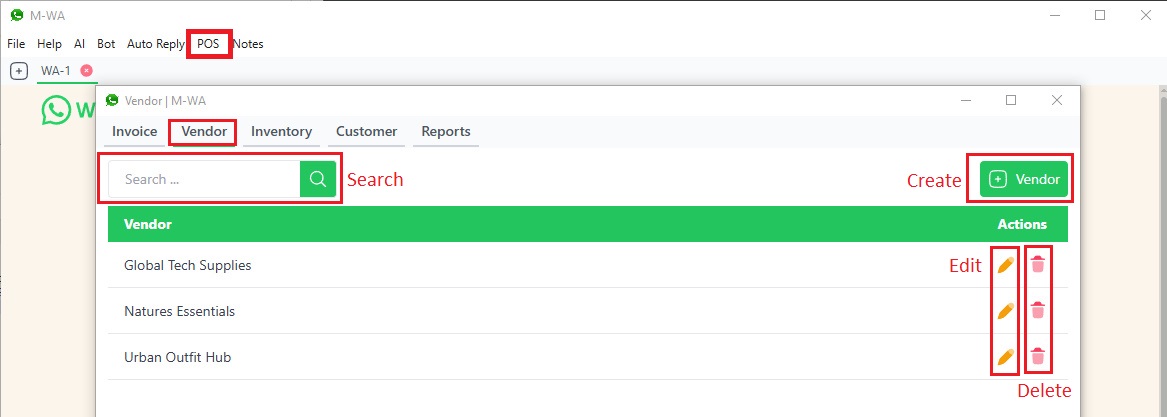 M-WA
File Help AI Bot Auto Reply POS Notes
WA-1
W
Vendor | M-WA
Invoice Vendor Inventory Customer Reports
Search ... Search Create Vendor
Vendor Actions
Global Tech Supplies Edit
Natures Essentials
Urban Outfit Hub
Delete